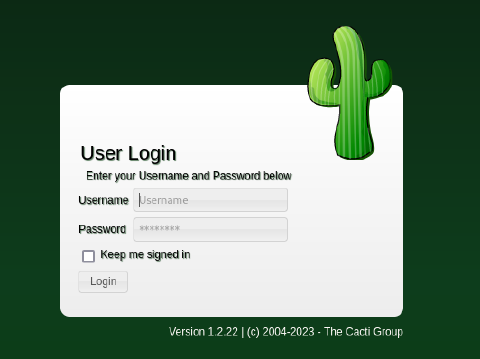 User Login
Enter your Username and Password below
Username Username
Password ********
Keep me signed in
Login
Version 1.2.22 | (c) 2004-2023 - The Cacti Group